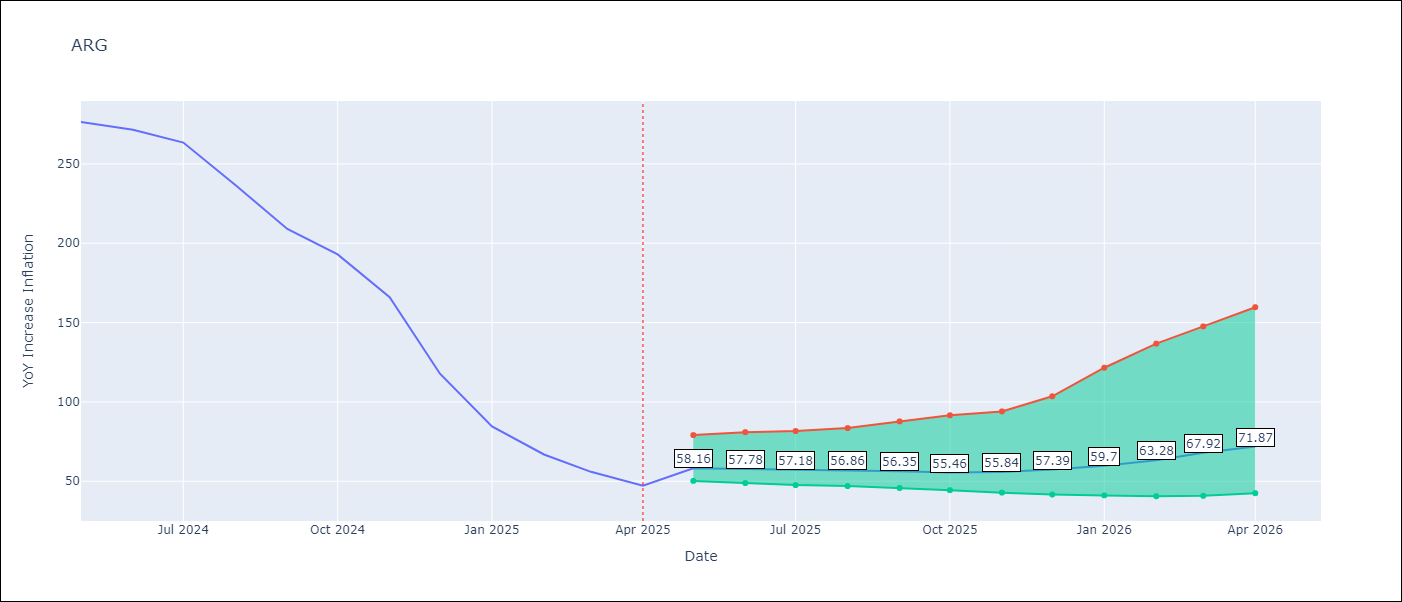 ARG
YoY Increase Inflation
250
200
150
100
50
58.16 57.78 57.18 56.86 56.35 55.46 55.84 57.39 59.7 63.28 67.92 71.87
Jul 2024 Oct 2024 Jan 2025 Apr 2025 Jul 2025 Oct 2025 Jan 2026 Apr 2026
Date